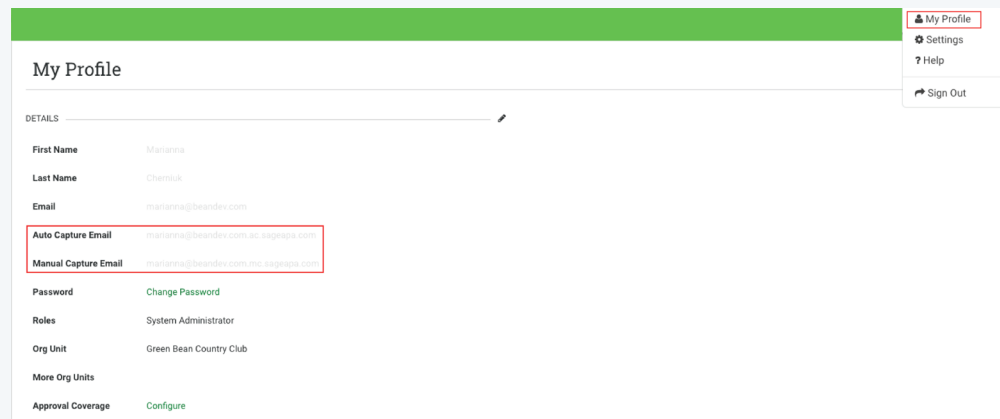 My Profile
Settings
? Help
Sign Out
My Profile
DETAILS
First Name Marianna
Last Name Cherniuk
Email marianna@beandev.com
Auto Capture Email marianna@beandev.com.ac.sageapa.com
Manual Capture Email marianna@beandev.com.mc.sageapa.com
Password Change Password
Roles System Administrator
Org Unit Green Bean Country Club
More Org Units
Approval Coverage Configure